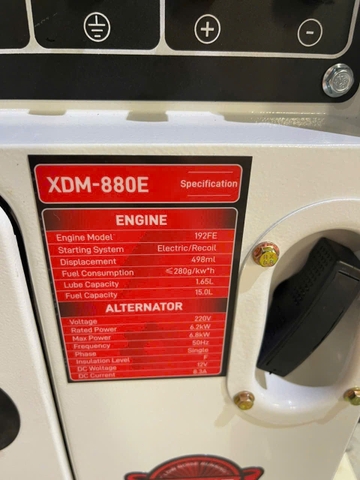 XDM-880E Specification
ENGINE
Engine Model 192FE
Starting System Electric/Recoil
Displacement 498ml
Fuel Consumption ≤280g/kw*h
Lube Capacity 1.65L
Fuel Capacity 15.0L
ALTERNATOR
Voltage 220V
Rated Power 6.2kW
Max Power 6.8kW
Frequency 50Hz
Phase Single
Insulation Level F
DC Woltage 12V
DC Current 8.3A